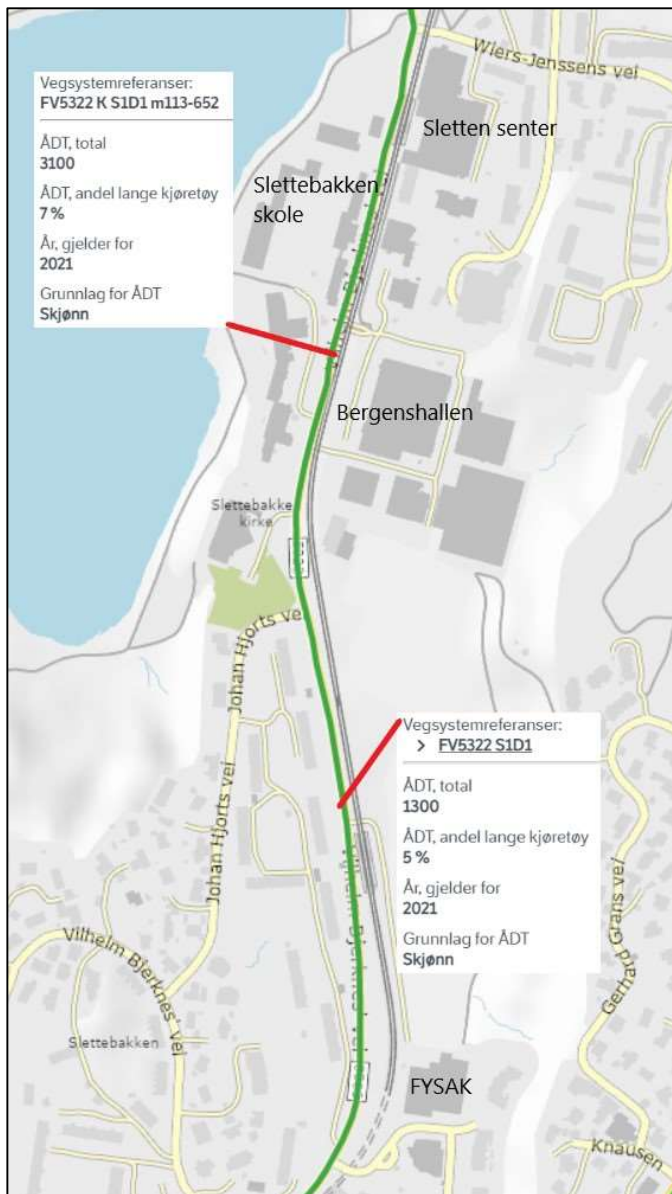 Wiers-Jenssens vei
Vegsystemreferanser:
FV5322 K S1D1 m113-652
ÅDT, total
3100
ÅDT, andel lange kjøretøy
7 %
År, gjelder for
2021
Grunnlag for ÅDT
Skjønn
Sletten senter
Slettebakken
skole
Bergenshallen
Slettebakke
kirke
Johan Hjorts ve
Johan Hjorts vei
Vegsystemreferanser:
> FV5322 S1D1
ÅDT, total
1300
ÅDT, andel lange kjøretøy
5 %
År, gjelder for
2021
Grunnlag for ÅDT
Skjønn
Vilhelm Bjerknes' vei
Gerhard Grans vei
Vilhelm Bjerknes' vei
Slettebakken
FYSAK
Knausen